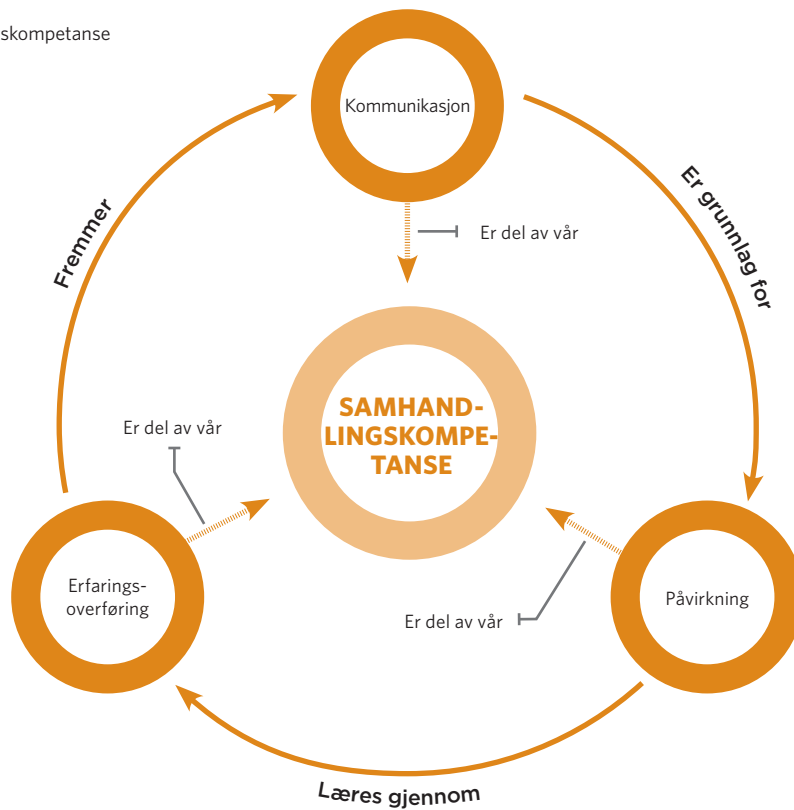 skompetanse
Kommunikasjon
Er grunnlag for
Fremmer
Er del av vår
SAMHAND-
LINGSKOMPE-
TANSE
Er del av vår
Erfarings-
overføring
Påvirkning
Er del av vår
Læres gjennom